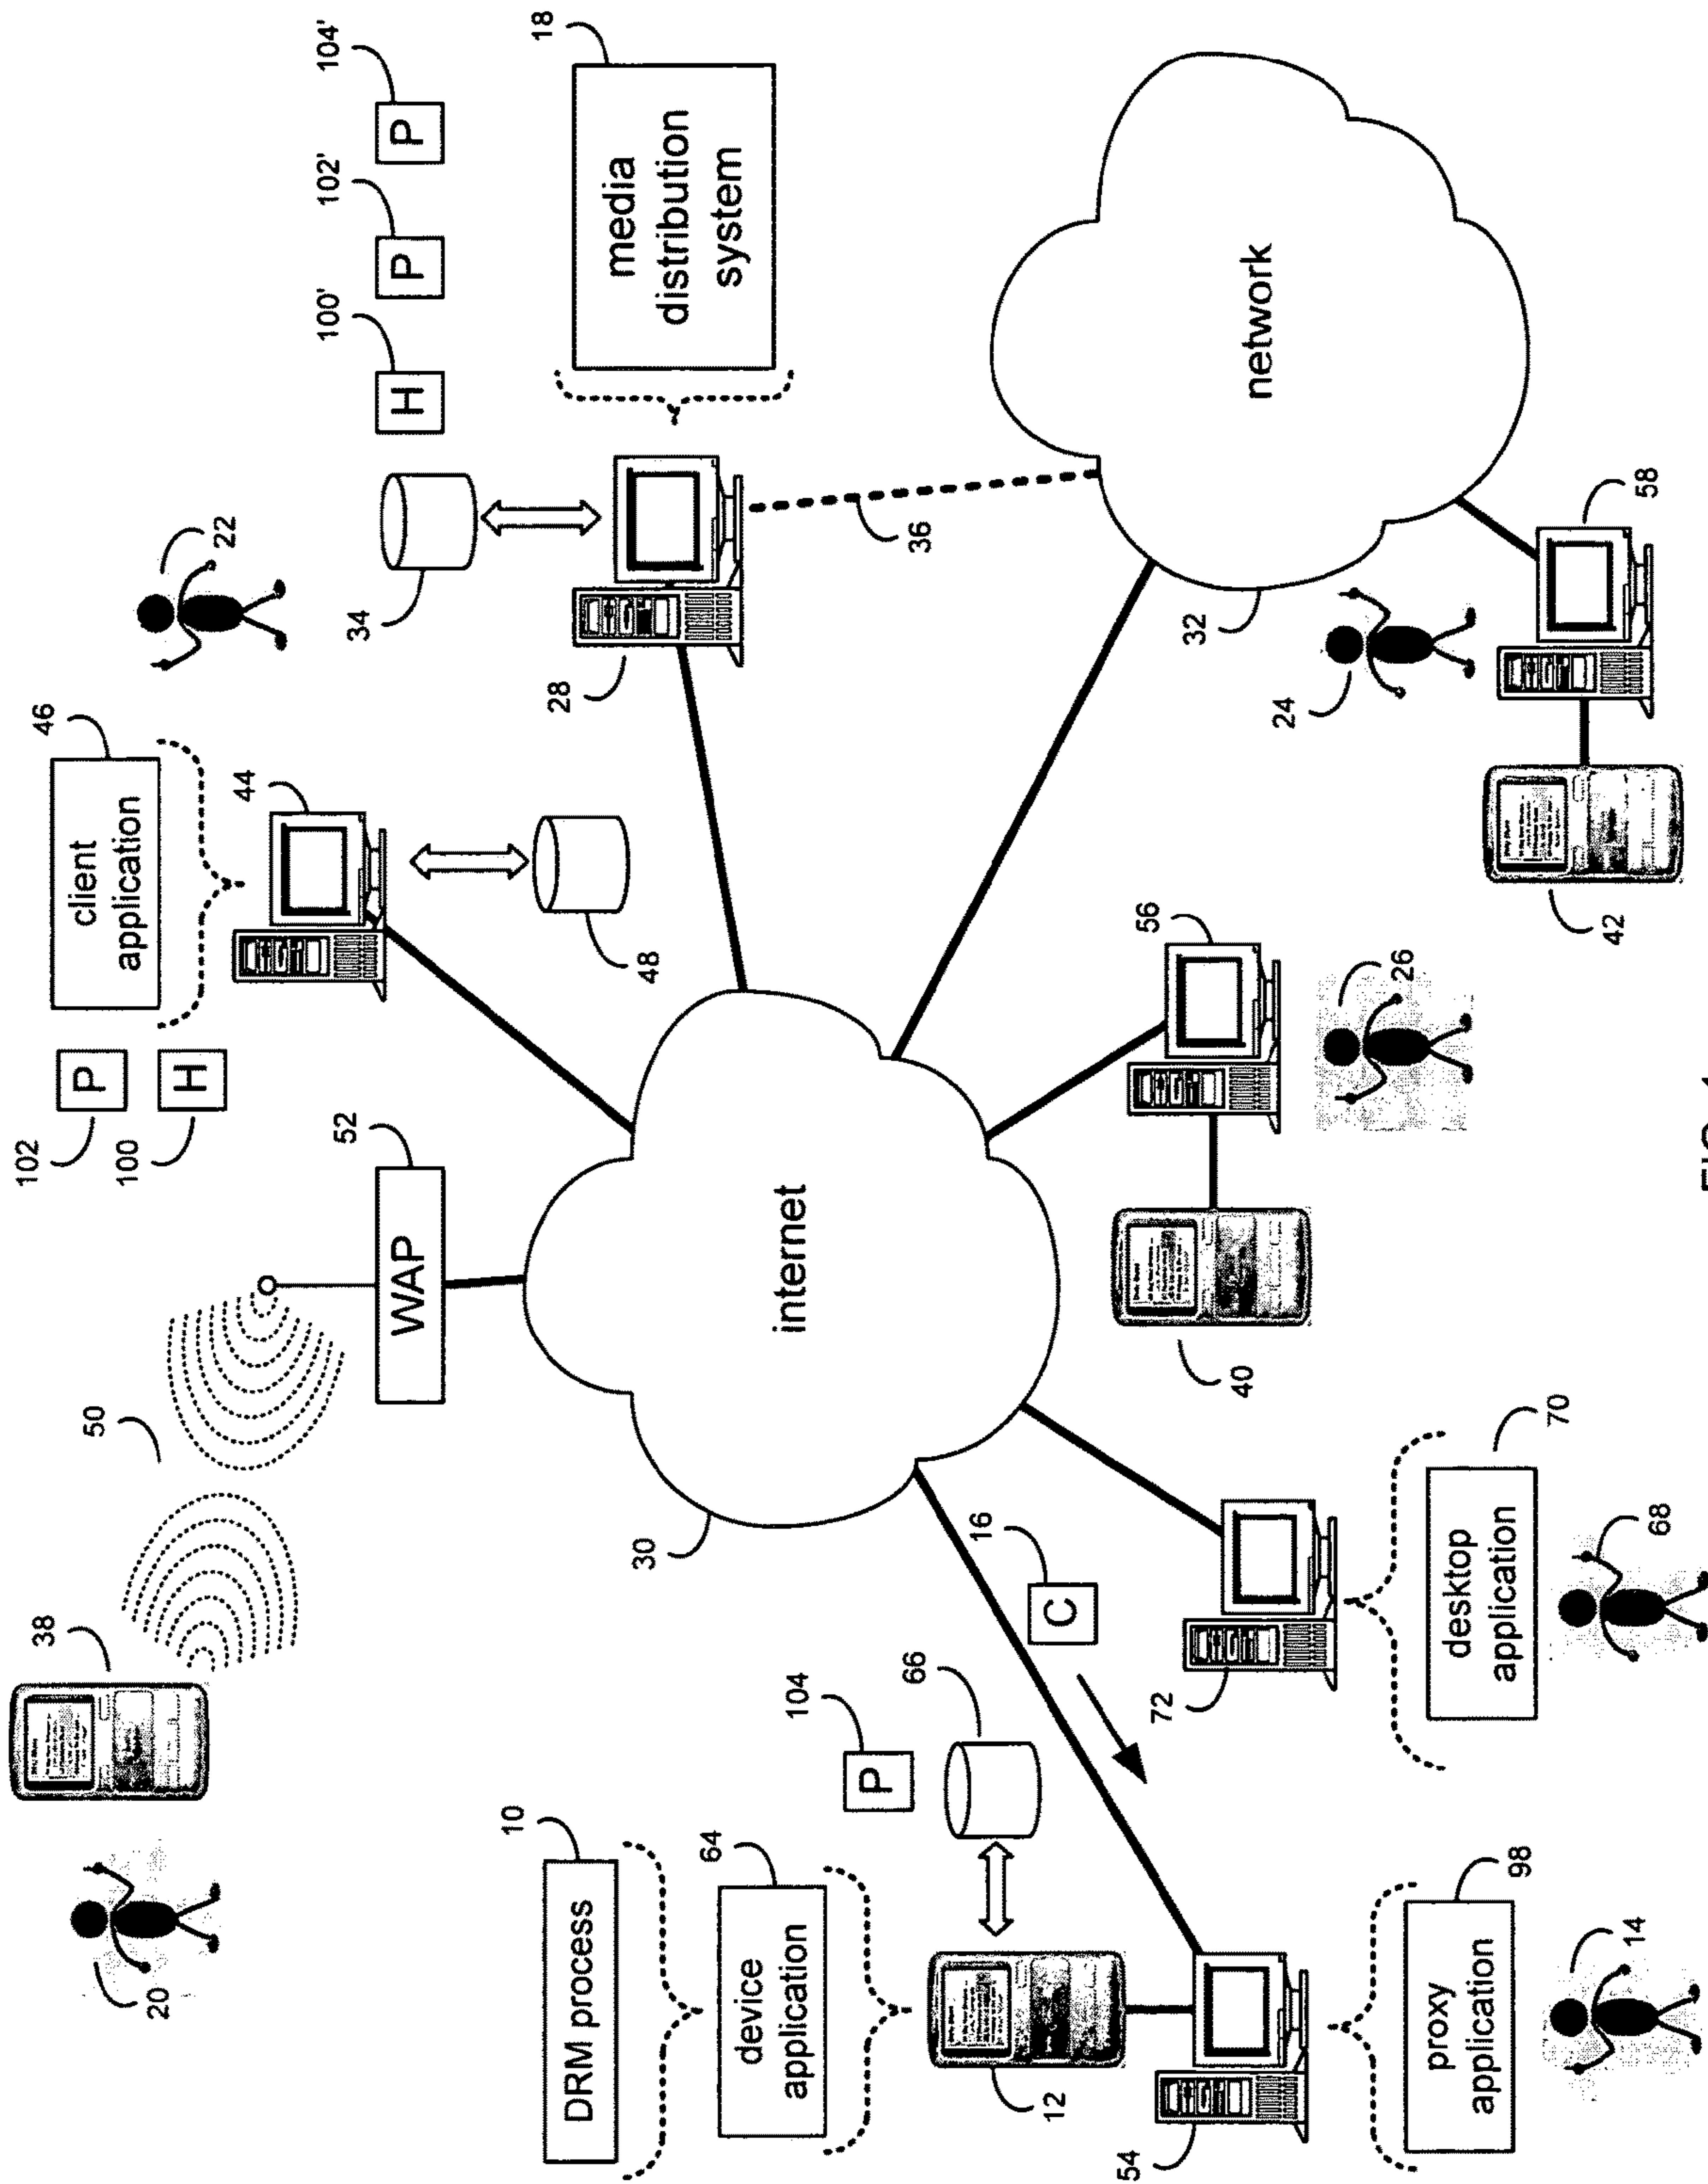 20
38
50
102
P
100
H
52
WAP
client
application
46
44
48
22
34
28
100'
H
102'
P
104'
P
media
distribution
system
18
36
10
DRM process
64
device
application
104
P
66
12
54
30
internet
16
C
72
40
56
26
32
network
24
58
42
98
proxy
application
14
desktop
application
70
68
FIG. 1